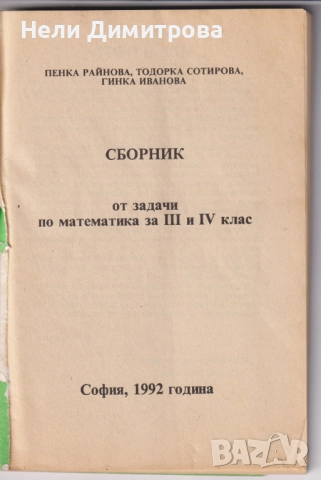 Нели Димитрова
ПЕНКА РАЙНОВА, ТОДОРКА СОТИРОВА,
ГИНКА ИВАНОВА
СБОРНИК
от задачи
по математика за III и IV клас
София, 1992 година
BAZAR